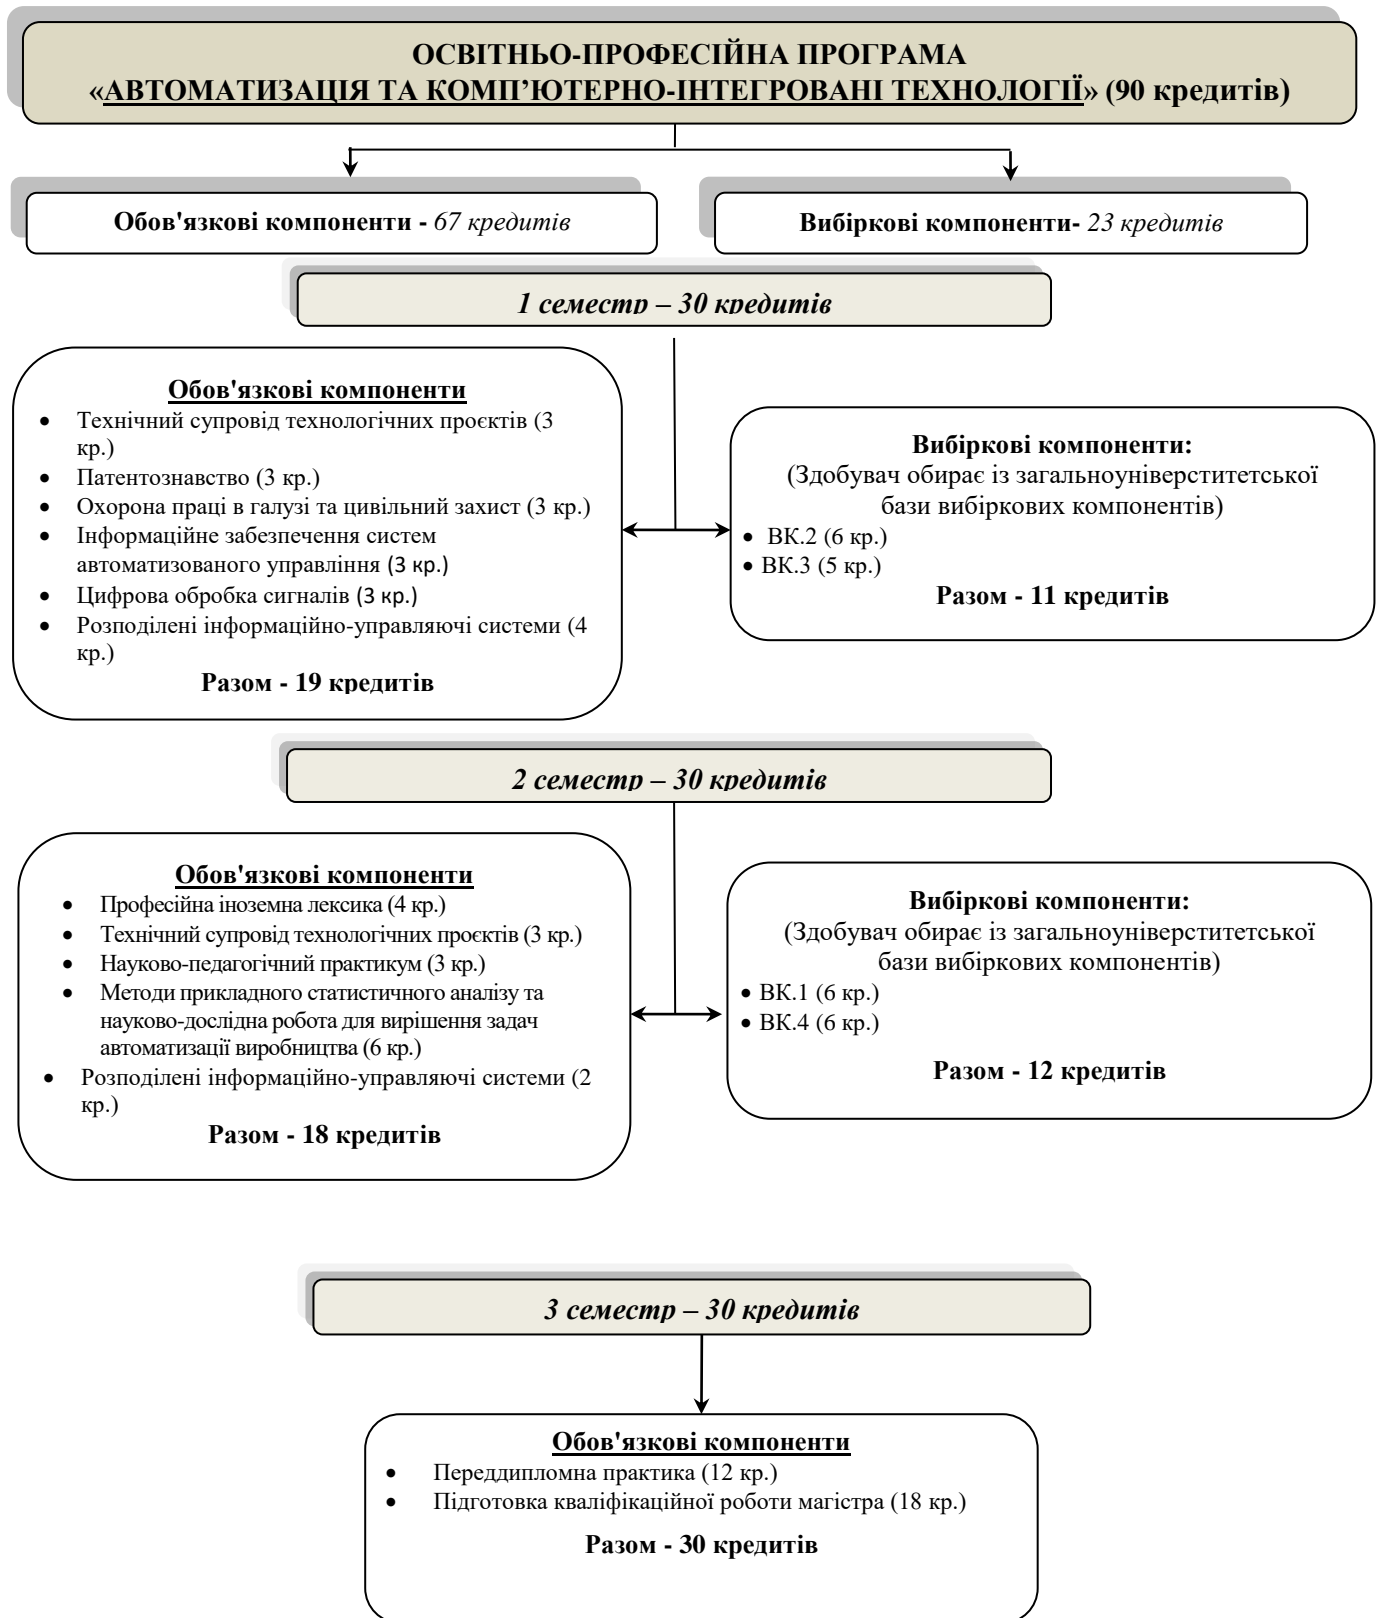 ОСВІТНЬО-ПРОФЕСІЙНА ПРОГРАМА
«АВТОМАТИЗАЦІЯ ТА КОМП’ЮТЕРНО-ІНТЕГРОВАНІ ТЕХНОЛОГІЇ» (90 кредитів)
Обов'язкові компоненти - 67 кредитів
Вибіркові компоненти- 23 кредитів
1 семестр – 30 кредитів
Обов'язкові компоненти
• Технічний супровід технологічних проєктів (3
кр.)
• Патентознавство (3 кр.)
• Охорона праці в галузі та цивільний захист (3 кр.)
• Інформаційне забезпечення систем
автоматизованого управління (3 кр.)
• Цифрова обробка сигналів (3 кр.)
• Розподілені інформаційно-управляючі системи (4
кр.)
Разом - 19 кредитів
Вибіркові компоненти:
(Здобувач обирає із загальноуніверститетської
бази вибіркових компонентів)
• ВК.2 (6 кр.)
• ВК.3 (5 кр.)
Разом - 11 кредитів
2 семестр – 30 кредитів
Обов'язкові компоненти
• Професійна іноземна лексика (4 кр.)
• Технічний супровід технологічних проєктів (3 кр.)
• Науково-педагогічний практикум (3 кр.)
• Методи прикладного статистичного аналізу та
науково-дослідна робота для вирішення задач
автоматизації виробництва (6 кр.)
• Розподілені інформаційно-управляючі системи (2
кр.)
Разом - 18 кредитів
Вибіркові компоненти:
(Здобувач обирає із загальноуніверститетської
бази вибіркових компонентів)
• ВК.1 (6 кр.)
• ВК.4 (6 кр.)
Разом - 12 кредитів
3 семестр – 30 кредитів
Обов'язкові компоненти
• Переддипломна практика (12 кр.)
• Підготовка кваліфікаційної роботи магістра (18 кр.)
Разом - 30 кредитів